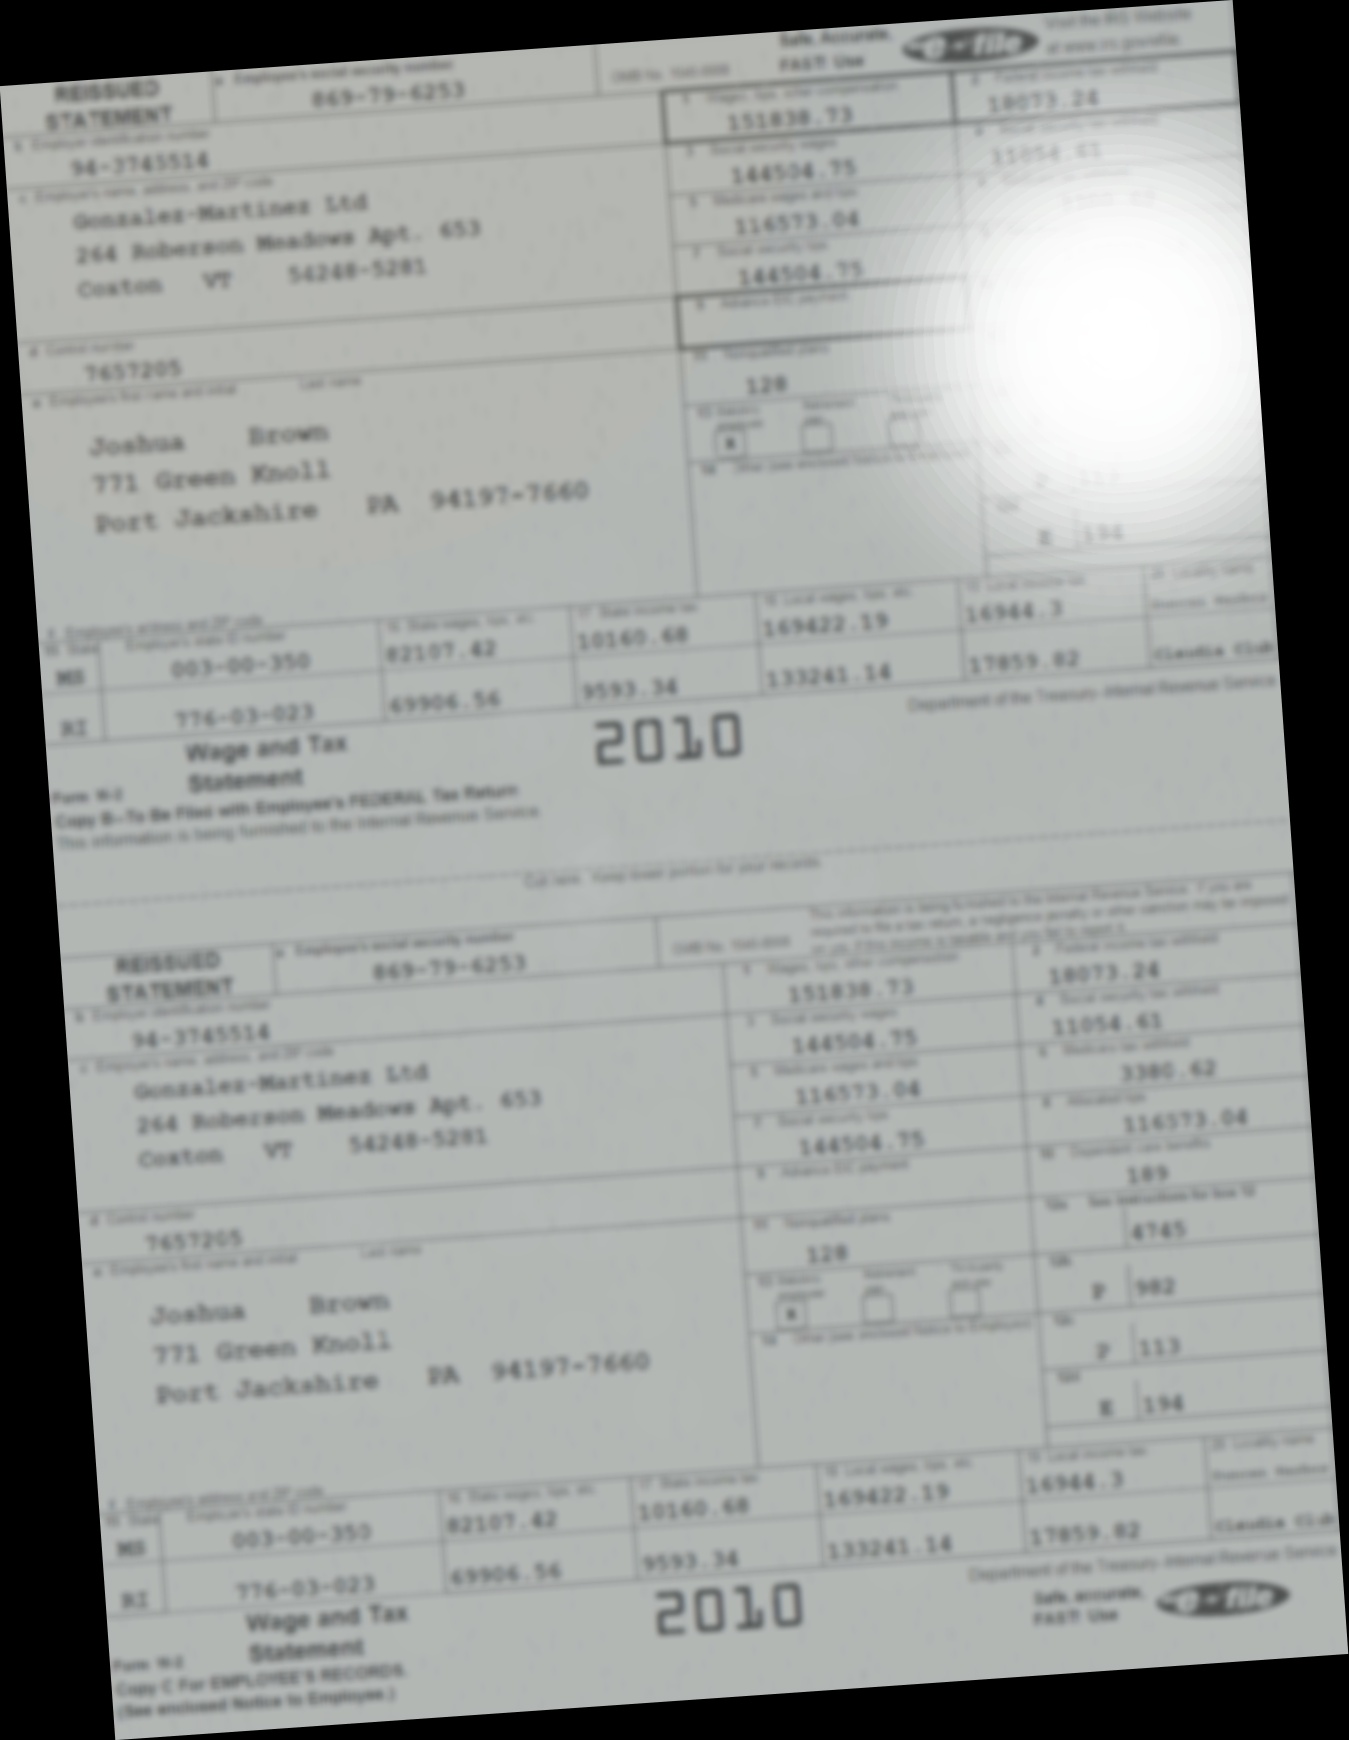 REISSUED STATEMENT
a Employee's social security number
869-79-6253
OMB No. 1545-0008
Safe, Accurate, FAST! Use
e-file
Visit the IRS Website at www.irs.gov/efile.
b Employer identification number
94-3745514
1 Wages, tips, other compensation
151838.73
2 Federal income tax withheld
18073.24
3 Social security wages
144504.75
4 Social security tax withheld
11054.61
c Employer's name, address, and ZIP code
Gonzalez-Martinez Ltd
264 Roberson Meadows Apt. 653
Coxton VT 54248-5281
5 Medicare wages and tips
116573.04
7 Social security tips
144504.75
9 Advance EIC payment
d Control number
7657205
11 Nonqualified plans
128
e Employee's first name and initial Last name
Joshua Brown
771 Green Knoll
Port Jackshire PA 94197-7660
13 Statutory employee
X
Retirement plan
14 Other (see enclosed Notice to Employee)
E 194
f Employee's address and ZIP code
15 State Employer's state ID number
16 State wages, tips, etc.
17 State income tax
18 Local wages, tips, etc.
19 Local income tax
20 Locality name
MS 003-00-350 82107.42 10160.68 169422.19 16944.3
RI 776-03-023 69906.56 9593.34 133241.14 17859.82 Claudia Club
Form W-2
Wage and Tax Statement
2010
Department of the Treasury-Internal Revenue Service
Copy B—To Be Filed with Employee's FEDERAL Tax Return
This information is being furnished to the Internal Revenue Service.
Cut here. Keep lower portion for your records.
REISSUED STATEMENT
a Employee's social security number
869-79-6253
OMB No. 1545-0008
This information is being furnished to the Internal Revenue Service. If you are
required to file a tax return, a negligence penalty or other sanction may be imposed
on you if this income is taxable and you fail to report it.
b Employer identification number
94-3745514
1 Wages, tips, other compensation
151838.73
2 Federal income tax withheld
18073.24
3 Social security wages
144504.75
4 Social security tax withheld
11054.61
c Employer's name, address, and ZIP code
Gonzalez-Martinez Ltd
264 Roberson Meadows Apt. 653
Coxton VT 54248-5281
5 Medicare wages and tips
116573.04
6 Medicare tax withheld
3380.62
7 Social security tips
144504.75
8 Allocated tips
116573.04
9 Advance EIC payment
10 Dependent care benefits
189
d Control number
7657205
11 Nonqualified plans
128
12a See instructions for box 12
4745
e Employee's first name and initial Last name
Joshua Brown
771 Green Knoll
Port Jackshire PA 94197-7660
13 Statutory employee
X
Retirement plan
Third-party sick pay
12b
P 982
14 Other (see enclosed Notice to Employee)
12c
P 113
12d
E 194
f Employee's address and ZIP code
15 State Employer's state ID number
16 State wages, tips, etc.
17 State income tax
18 Local wages, tips, etc.
19 Local income tax
20 Locality name
MS 003-00-350 82107.42 10160.68 169422.19 16944.3
RI 776-03-023 69906.56 9593.34 133241.14 17859.82 Claudia Club
Form W-2
Wage and Tax Statement
2010
Department of the Treasury-Internal Revenue Service
Safe, accurate, FAST! Use
e-file
Copy C For EMPLOYEE'S RECORDS.
(See enclosed Notice to Employee.)